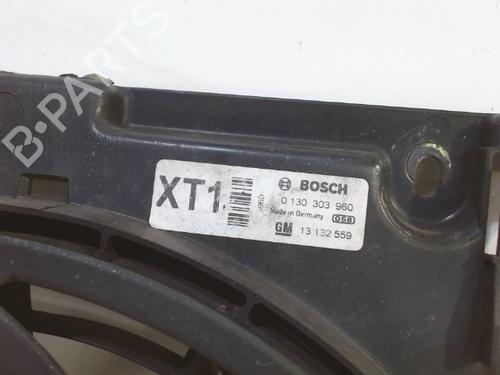 B-PARTS
XT1
BOSCH
0 130 303 960
Made in Germany
GM 13 132 559